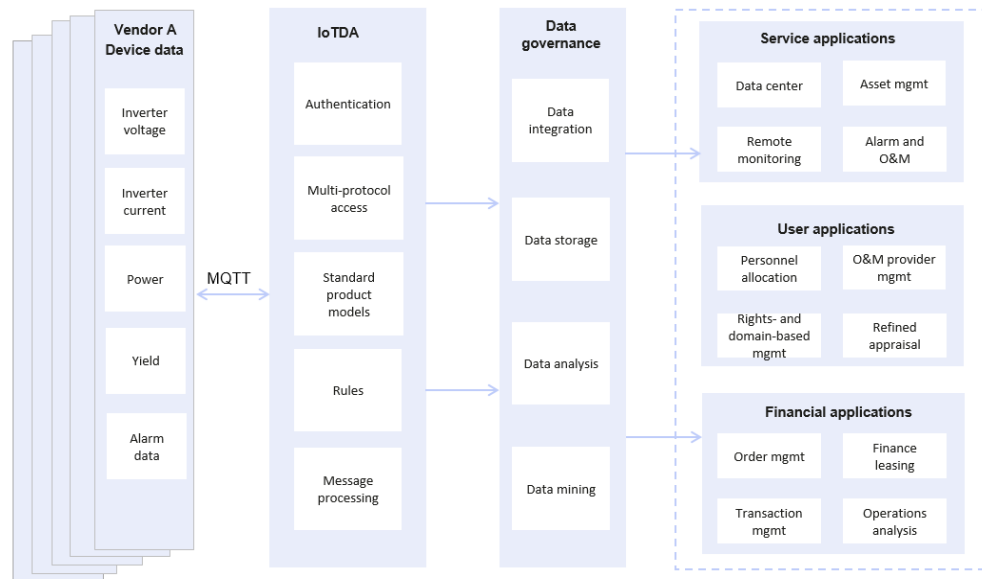 Vendor A
Device data
Inverter
voltage
Inverter
current
Power
Yield
Alarm
data
MQTT
IoTDA
Authentication
Multi-protocol
access
Standard
product
models
Rules
Message
processing
Data
governance
Data
integration
Data storage
Data analysis
Data mining
Service applications
Data center
Asset mgmt
Remote
monitoring
Alarm and
O&M
User applications
Personnel
allocation
O&M provider
mgmt
Rights- and
domain-based
mgmt
Refined
appraisal
Financial applications
Order mgmt
Finance
leasing
Transaction
mgmt
Operations
analysis